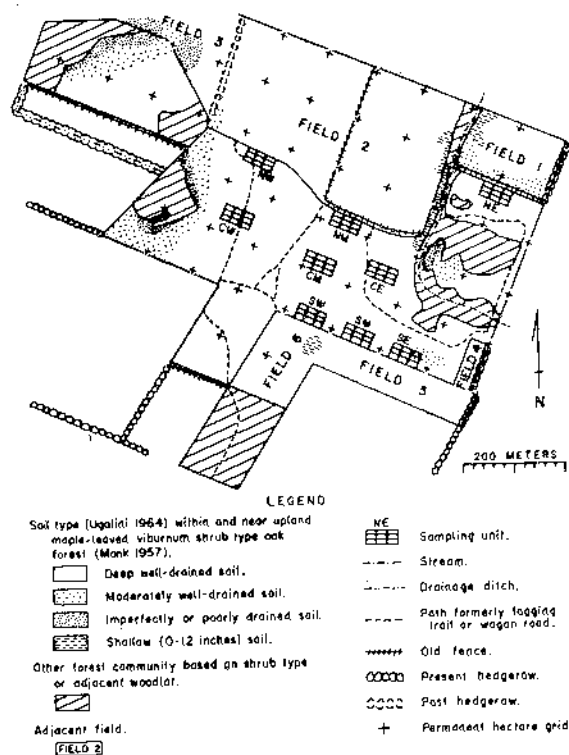 FIELD 3
FIELD 2
FIELD 1
NE
NW
CW
NW
CW
CE
SW
SW
SE
FIELD 4
FIELD 6
FIELD 3
N
200 METERS
LEGEND
Soil type (Ugolini 1964) within and near upland
maple-leaved viburnum shrub type oak
forest (Monk 1957).
Deep well-drained soil.
Moderately well-drained soil.
Imperfectly or poorly drained soil.
Shallow (0-12 inches) soil.
Other forest community based on shrub type
or adjacent woodlot.
Adjacent field.
FIELD 2
NE
Sampling unit.
Stream.
Drainage ditch.
Path formerly logging
trail or wagon road.
Old fence.
Present hedgerow.
Past hedgerow.
Permanent hectare grid